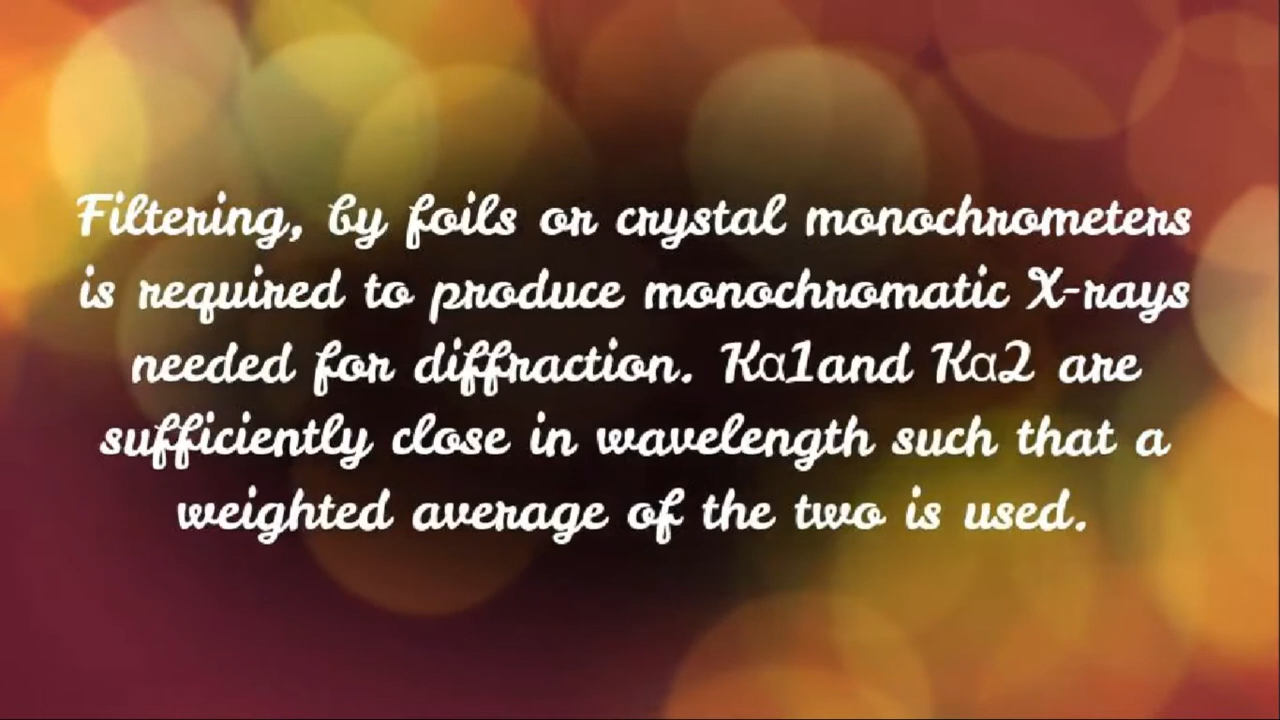 Filtering, by foils or crystal monochrometers
is required to produce monochromatic X-rays
needed for diffraction. Kα1and Kα2 are
sufficiently close in wavelength such that a
weighted average of the two is used.